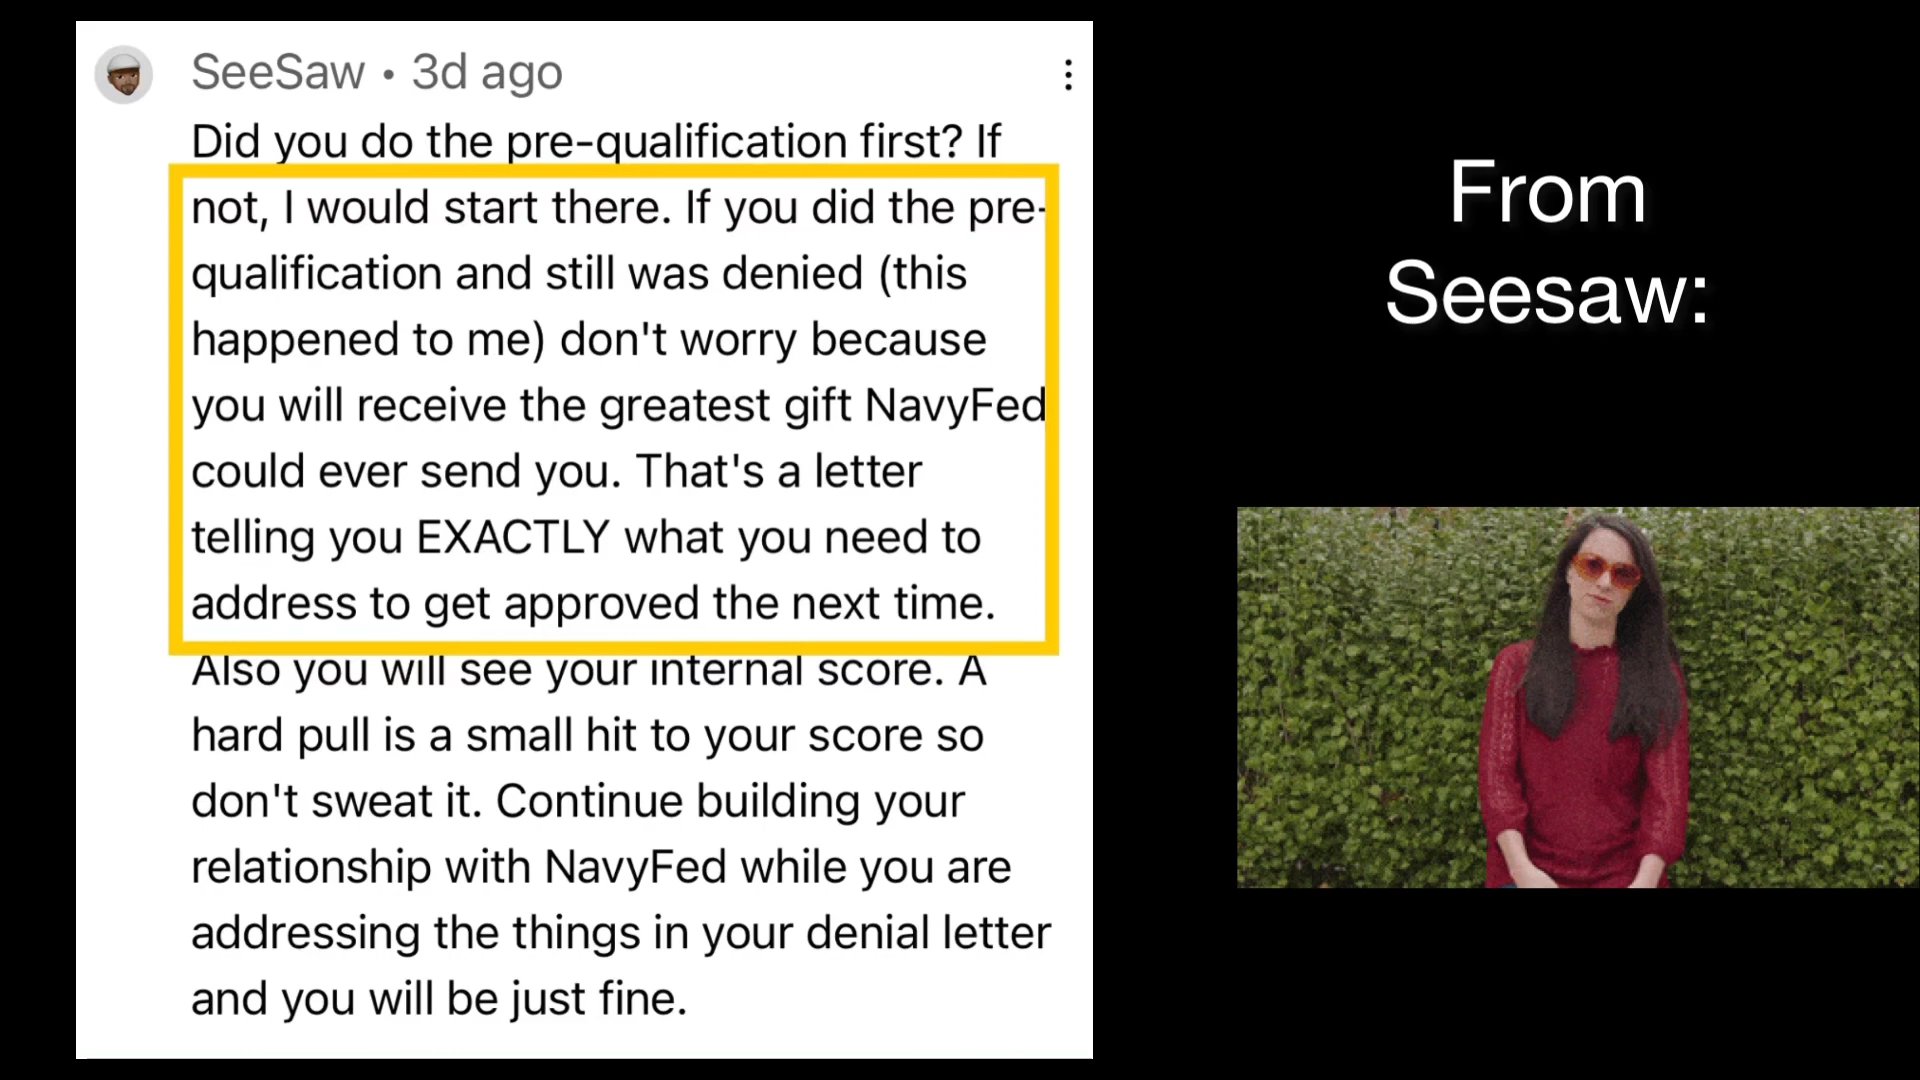 SeeSaw • 3d ago
Did you do the pre-qualification first? If
not, I would start there. If you did the pre-
qualification and still was denied (this
happened to me) don't worry because
you will receive the greatest gift NavyFed
could ever send you. That's a letter
telling you EXACTLY what you need to
address to get approved the next time.
Also you will see your internal score. A
hard pull is a small hit to your score so
don't sweat it. Continue building your
relationship with NavyFed while you are
addressing the things in your denial letter
and you will be just fine.
From
Seesaw: